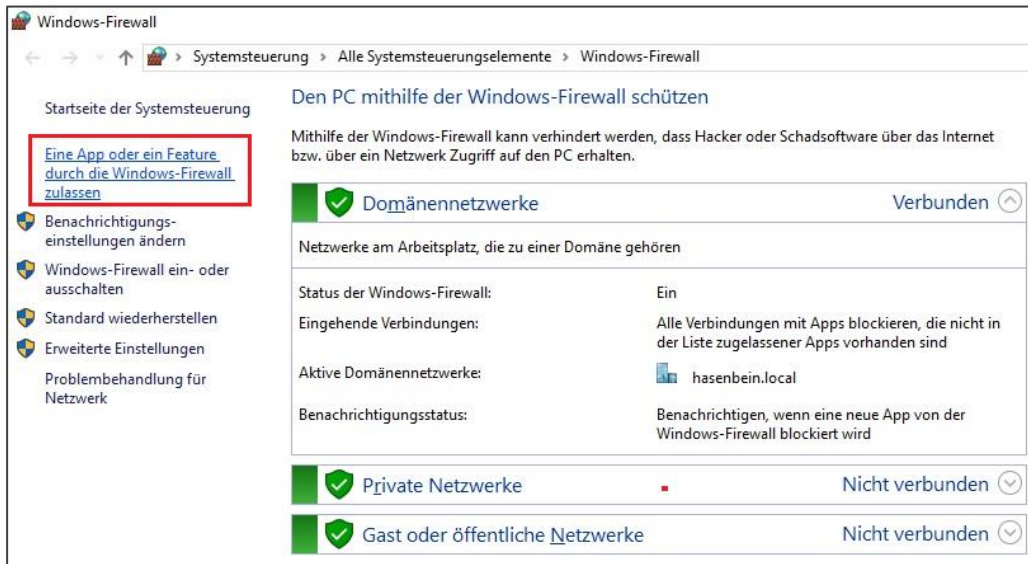 Windows-Firewall
Systemsteuerung > Alle Systemsteuerungselemente > Windows-Firewall
Startseite der Systemsteuerung
Eine App oder ein Feature
durch die Windows-Firewall
zulassen
Benachrichtigungs-
einstellungen ändern
Windows-Firewall ein- oder
ausschalten
Standard wiederherstellen
Erweiterte Einstellungen
Problembehandlung für
Netzwerk
Den PC mithilfe der Windows-Firewall schützen
Mithilfe der Windows-Firewall kann verhindert werden, dass Hacker oder Schadsoftware über das Internet
bzw. über ein Netzwerk Zugriff auf den PC erhalten.
Domänennetzwerke Verbunden
Netzwerke am Arbeitsplatz, die zu einer Domäne gehören
Status der Windows-Firewall: Ein
Eingehende Verbindungen: Alle Verbindungen mit Apps blockieren, die nicht in
der Liste zugelassener Apps vorhanden sind
Aktive Domänennetzwerke: hasenbein.local
Benachrichtigungsstatus: Benachrichtigen, wenn eine neue App von der
Windows-Firewall blockiert wird
Private Netzwerke Nicht verbunden
Gast oder öffentliche Netzwerke Nicht verbunden